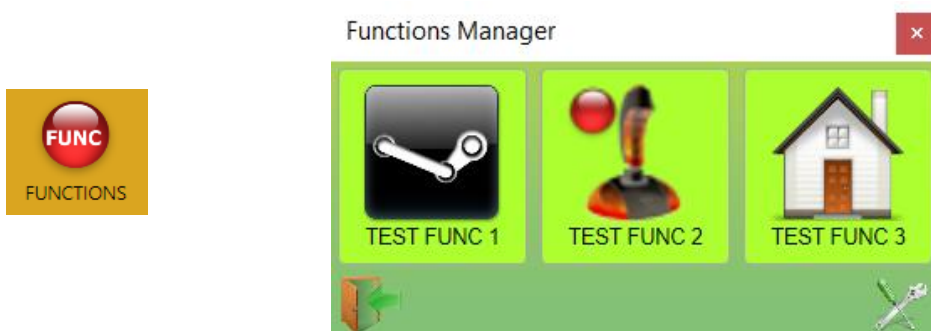 Functions Manager
×
FUNC
FUNCTIONS
TEST FUNC 1
TEST FUNC 2
TEST FUNC 3